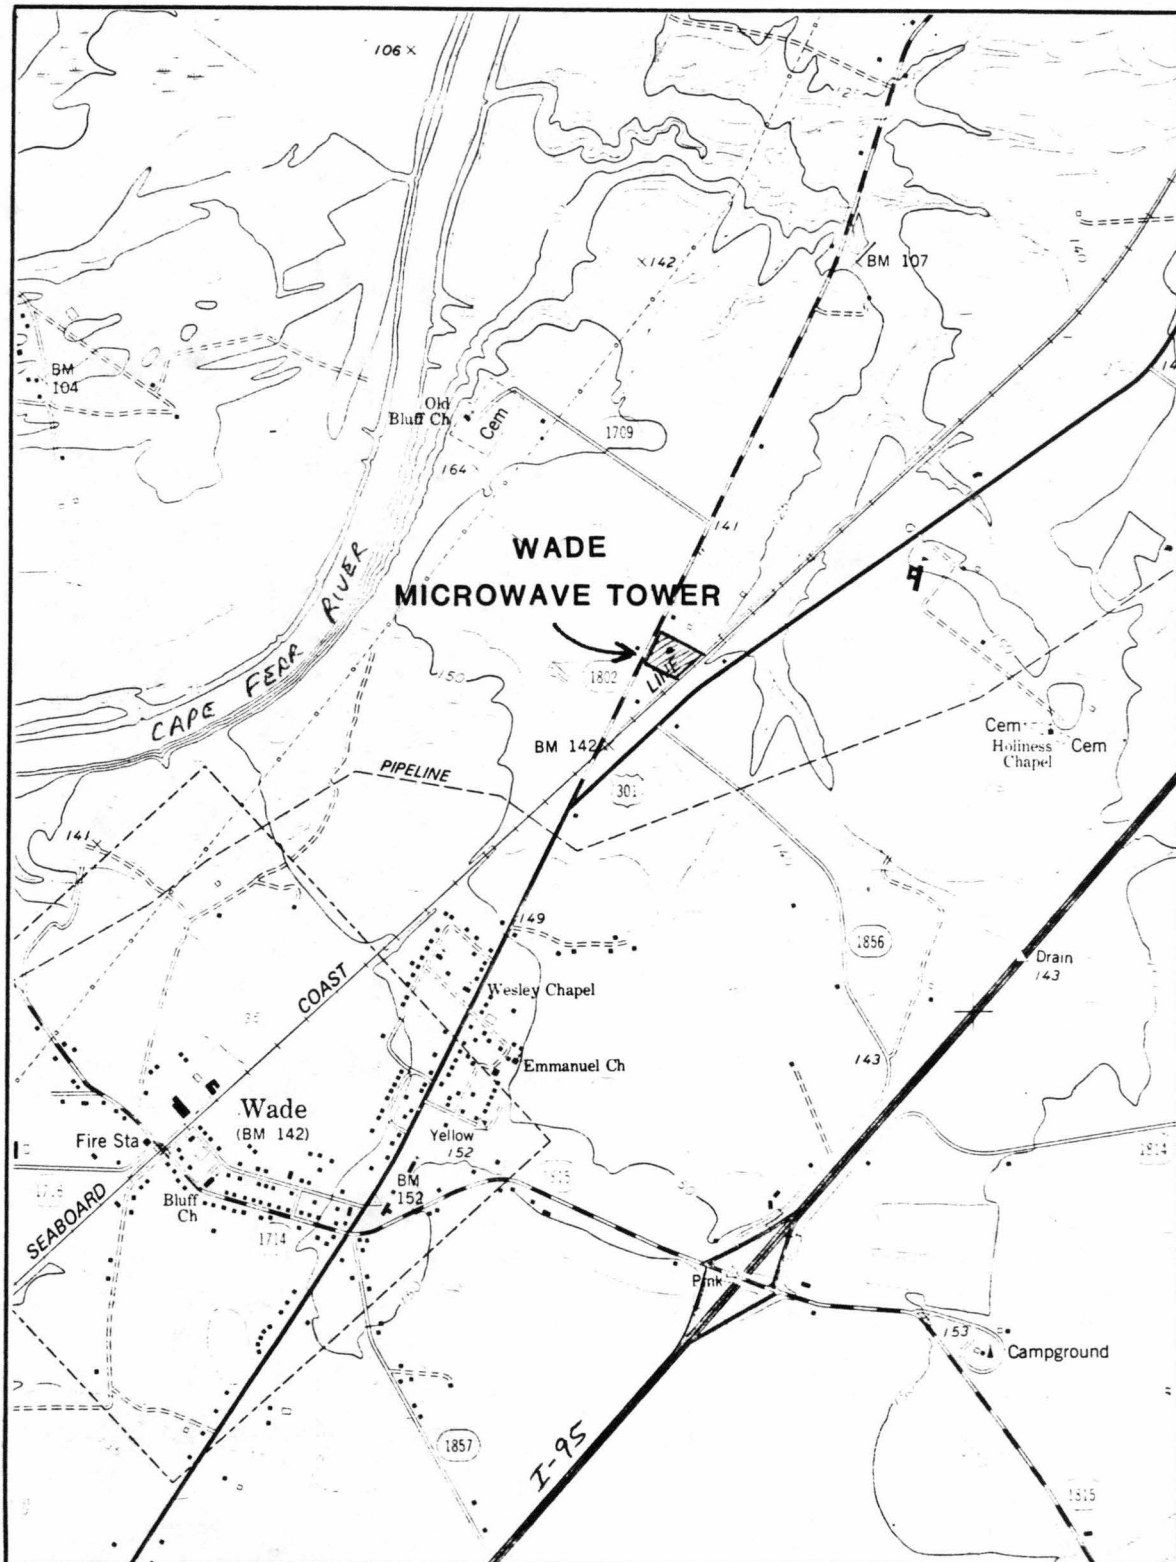 106
BM 107
142
BM
104
Old
Bluff Ch
Cem
1709
164
141
WADE
MICROWAVE TOWER
CAPE FERR RIVER
150
1802
LINE
BM 142
301
PIPELINE
Cem
Holiness
Chapel
Cem
141
149
1856
Drain
143
COAST
Wesley Chapel
143
Emmanuel Ch
Wade
(BM 142)
Fire Sta
Yellow
152
1814
BM
152
Bluff
Ch
1714
SEABOARD
Pink
153
Campground
1857
I-95